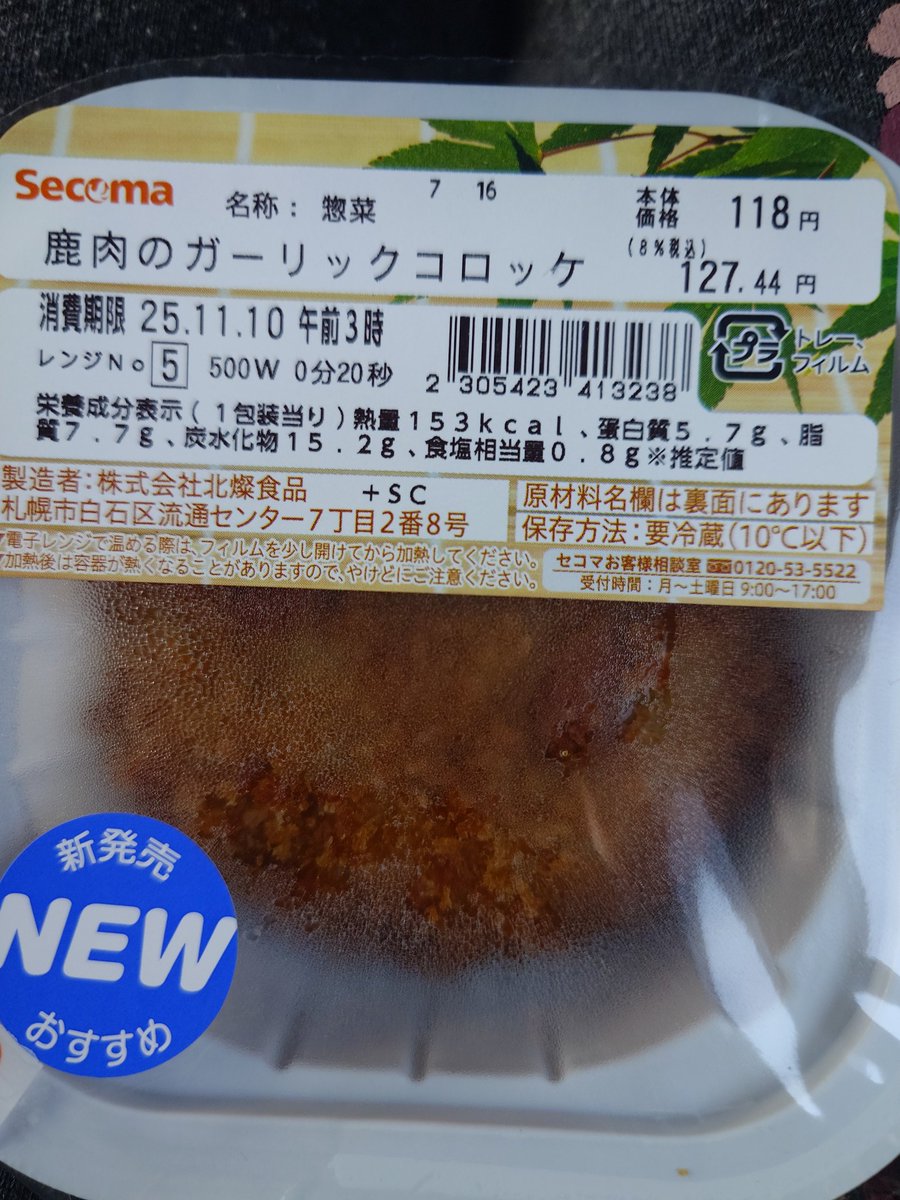 Secoma
名称: 惣菜
7 16
本体価格 118円
鹿肉のガーリックコロッケ
(8%税込)
127.44 円
消費期限 25.11.10 午前3時
レンジNo 5 500W 0分20秒
2 305423 413238
プラ
トレー、
フィルム
栄養成分表示(1包装当り)熱量153kcal、蛋白質5.7g、脂
質7.7g、炭水化物15.2g、食塩相当量0.8g※推定値
製造者:株式会社北燦食品 +SC
札幌市白石区流通センター7丁目2番8号
原材料名欄は裏面にあります
保存方法:要冷蔵(10℃以下)
電子レンジで温める際は、フィルムを少し開けてから加熱してください。
加熱後は容器が熱くなることがありますので、やけどにご注意ください。
セコマお客様相談室 0120-53-5522
受付時間:月〜土曜日 9:00〜17:00
新発売
NEW
おすすめ